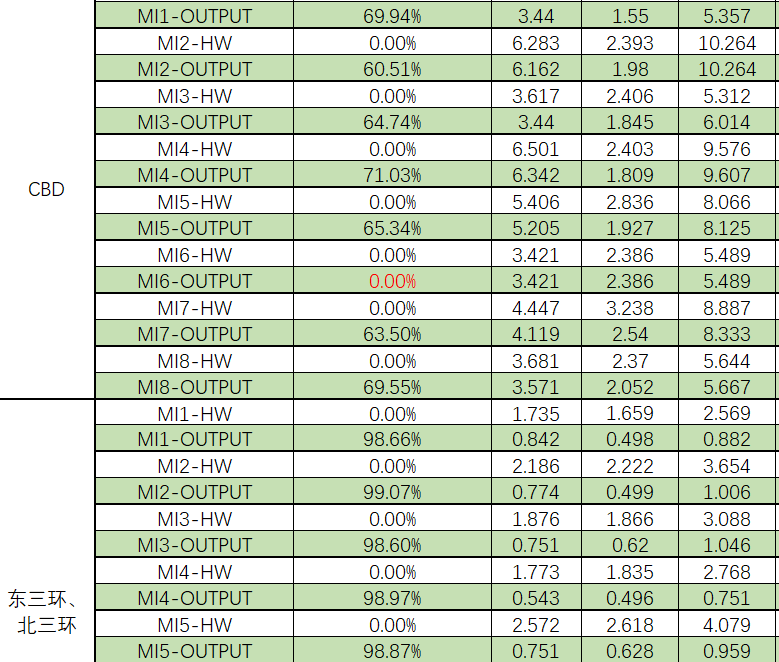 MI1-OUTPUT 69.94% 3.44 1.55 5.357
MI2-HW 0.00% 6.283 2.393 10.264
MI2-OUTPUT 60.51% 6.162 1.98 10.264
MI3-HW 0.00% 3.617 2.406 5.312
MI3-OUTPUT 64.74% 3.44 1.845 6.014
MI4-HW 0.00% 6.501 2.403 9.576
MI4-OUTPUT 71.03% 6.342 1.809 9.607
CBD
MI5-HW 0.00% 5.406 2.836 8.066
MI5-OUTPUT 65.34% 5.205 1.927 8.125
MI6-HW 0.00% 3.421 2.386 5.489
MI6-OUTPUT 0.00% 3.421 2.386 5.489
MI7-HW 0.00% 4.447 3.238 8.887
MI7-OUTPUT 63.50% 4.119 2.54 8.333
MI8-HW 0.00% 3.681 2.37 5.644
MI8-OUTPUT 69.55% 3.571 2.052 5.667
MI1-HW 0.00% 1.735 1.659 2.569
MI1-OUTPUT 98.66% 0.842 0.498 0.882
MI2-HW 0.00% 2.186 2.222 3.654
MI2-OUTPUT 99.07% 0.774 0.499 1.006
MI3-HW 0.00% 1.876 1.866 3.088
MI3-OUTPUT 98.60% 0.751 0.62 1.046
MI4-HW 0.00% 1.773 1.835 2.768
东三环、
MI4-OUTPUT 98.97% 0.543 0.496 0.751
北三环
MI5-HW 0.00% 2.572 2.618 4.079
MI5-OUTPUT 98.87% 0.751 0.628 0.959